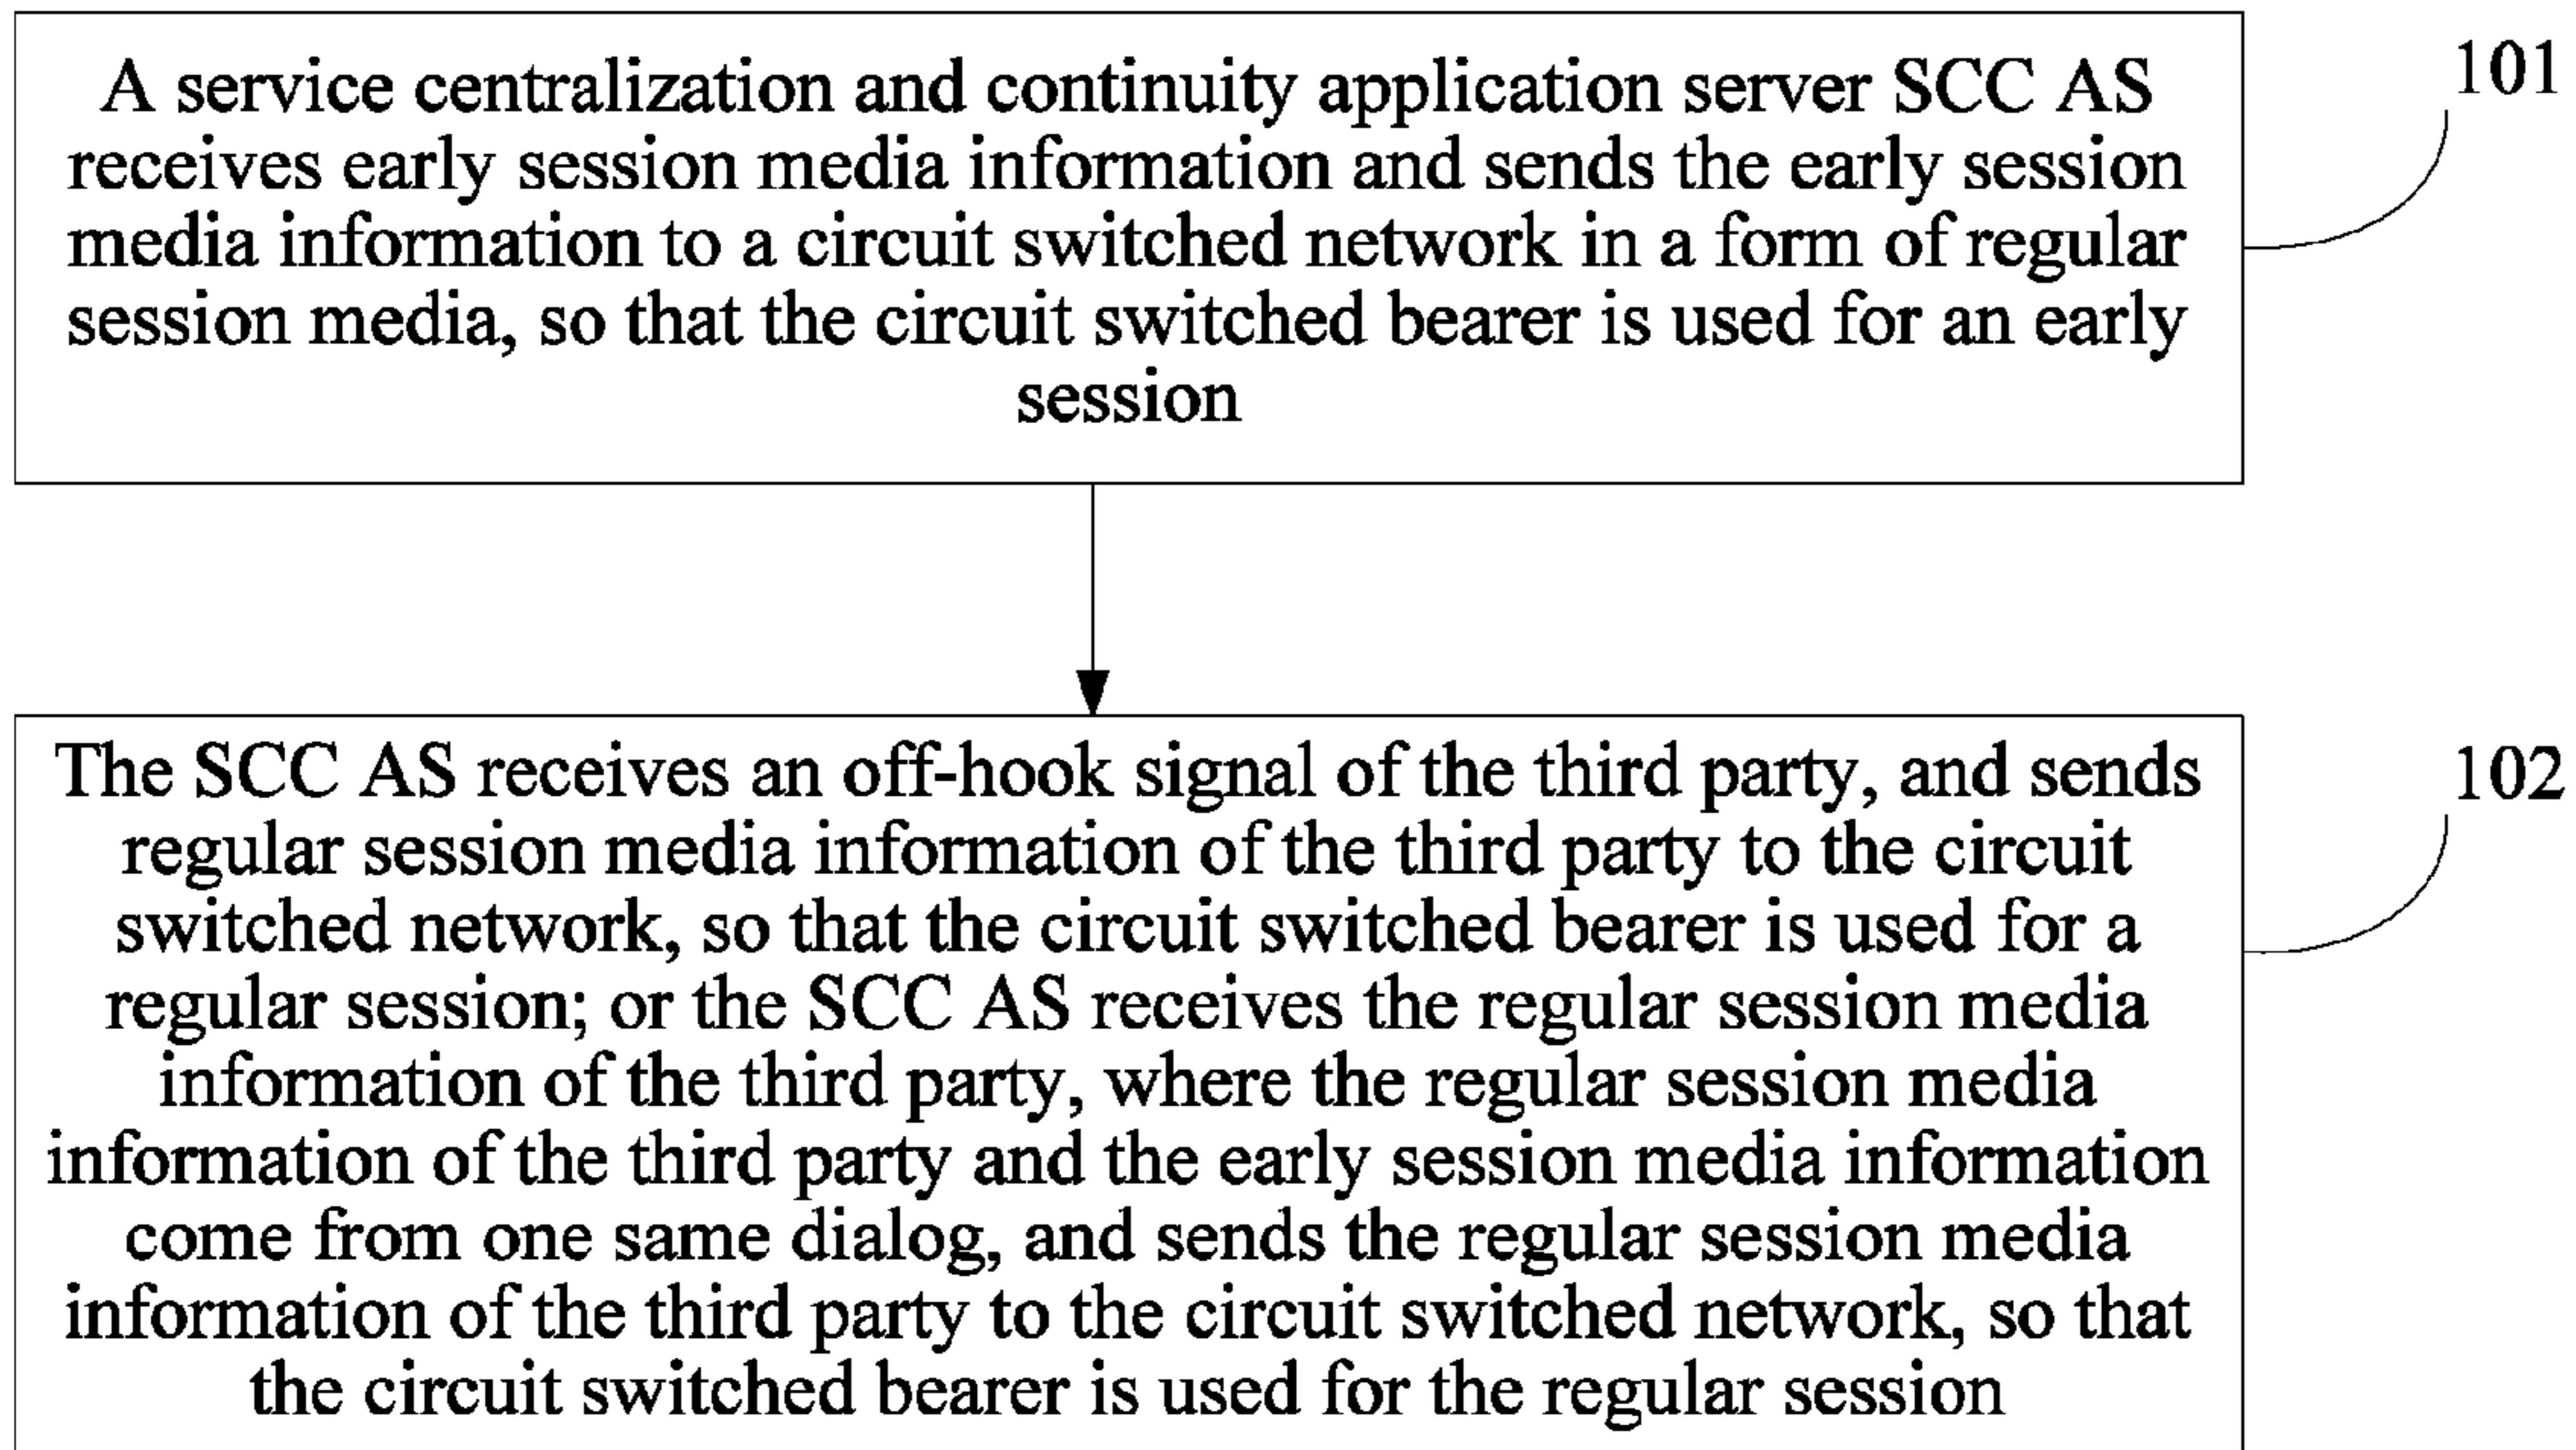 A service centralization and continuity application server SCC AS
receives early session media information and sends the early session
media information to a circuit switched network in a form of regular
session media, so that the circuit switched bearer is used for an early
session
101
The SCC AS receives an off-hook signal of the third party, and sends
regular session media information of the third party to the circuit
switched network, so that the circuit switched bearer is used for a
regular session; or the SCC AS receives the regular session media
information of the third party, where the regular session media
information of the third party and the early session media information
come from one same dialog, and sends the regular session media
information of the third party to the circuit switched network, so that
the circuit switched bearer is used for the regular session
102